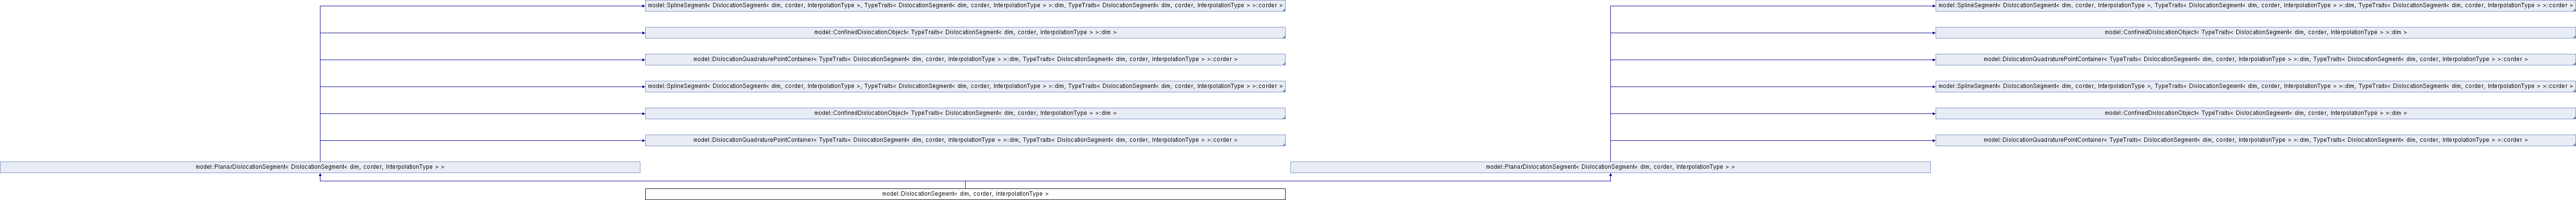 model::SplineSegment< DislocationSegment< dim, corder, InterpolationType >, TypeTraits< DislocationSegment< dim, corder, InterpolationType > >::dim, TypeTraits< DislocationSegment< dim, corder, InterpolationType > >::corder >
model::SplineSegment< DislocationSegment< dim, corder, InterpolationType >, TypeTraits< DislocationSegment< dim, corder, InterpolationType > >::dim, TypeTraits< DislocationSegment< dim, corder, InterpolationType > >::corder >
model::ConfinedDislocationObject< TypeTraits< DislocationSegment< dim, corder, InterpolationType > >::dim >
model::ConfinedDislocationObject< TypeTraits< DislocationSegment< dim, corder, InterpolationType > >::dim >
model::DislocationQuadraturePointContainer< TypeTraits< DislocationSegment< dim, corder, InterpolationType > >::dim, TypeTraits< DislocationSegment< dim, corder, InterpolationType > >::corder >
model::DislocationQuadraturePointContainer< TypeTraits< DislocationSegment< dim, corder, InterpolationType > >::dim, TypeTraits< DislocationSegment< dim, corder, InterpolationType > >::corder >
model::SplineSegment< DislocationSegment< dim, corder, InterpolationType >, TypeTraits< DislocationSegment< dim, corder, InterpolationType > >::dim, TypeTraits< DislocationSegment< dim, corder, InterpolationType > >::corder >
model::SplineSegment< DislocationSegment< dim, corder, InterpolationType >, TypeTraits< DislocationSegment< dim, corder, InterpolationType > >::dim, TypeTraits< DislocationSegment< dim, corder, InterpolationType > >::corder >
model::ConfinedDislocationObject< TypeTraits< DislocationSegment< dim, corder, InterpolationType > >::dim >
model::ConfinedDislocationObject< TypeTraits< DislocationSegment< dim, corder, InterpolationType > >::dim >
model::DislocationQuadraturePointContainer< TypeTraits< DislocationSegment< dim, corder, InterpolationType > >::dim, TypeTraits< DislocationSegment< dim, corder, InterpolationType > >::corder >
model::DislocationQuadraturePointContainer< TypeTraits< DislocationSegment< dim, corder, InterpolationType > >::dim, TypeTraits< DislocationSegment< dim, corder, InterpolationType > >::corder >
model::PlanarDislocationSegment< DislocationSegment< dim, corder, InterpolationType > >
model::PlanarDislocationSegment< DislocationSegment< dim, corder, InterpolationType > >
model::DislocationSegment< dim, corder, InterpolationType >